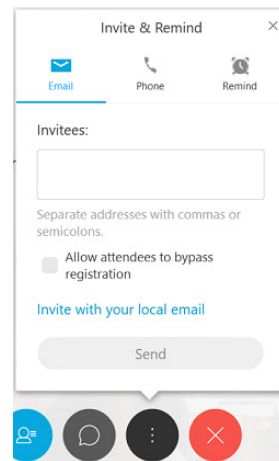 Invite & Remind
Email
Phone
Remind
Invitees:
Separate addresses with commas or
semicolons.
Allow attendees to bypass
registration
Invite with your local email
Send